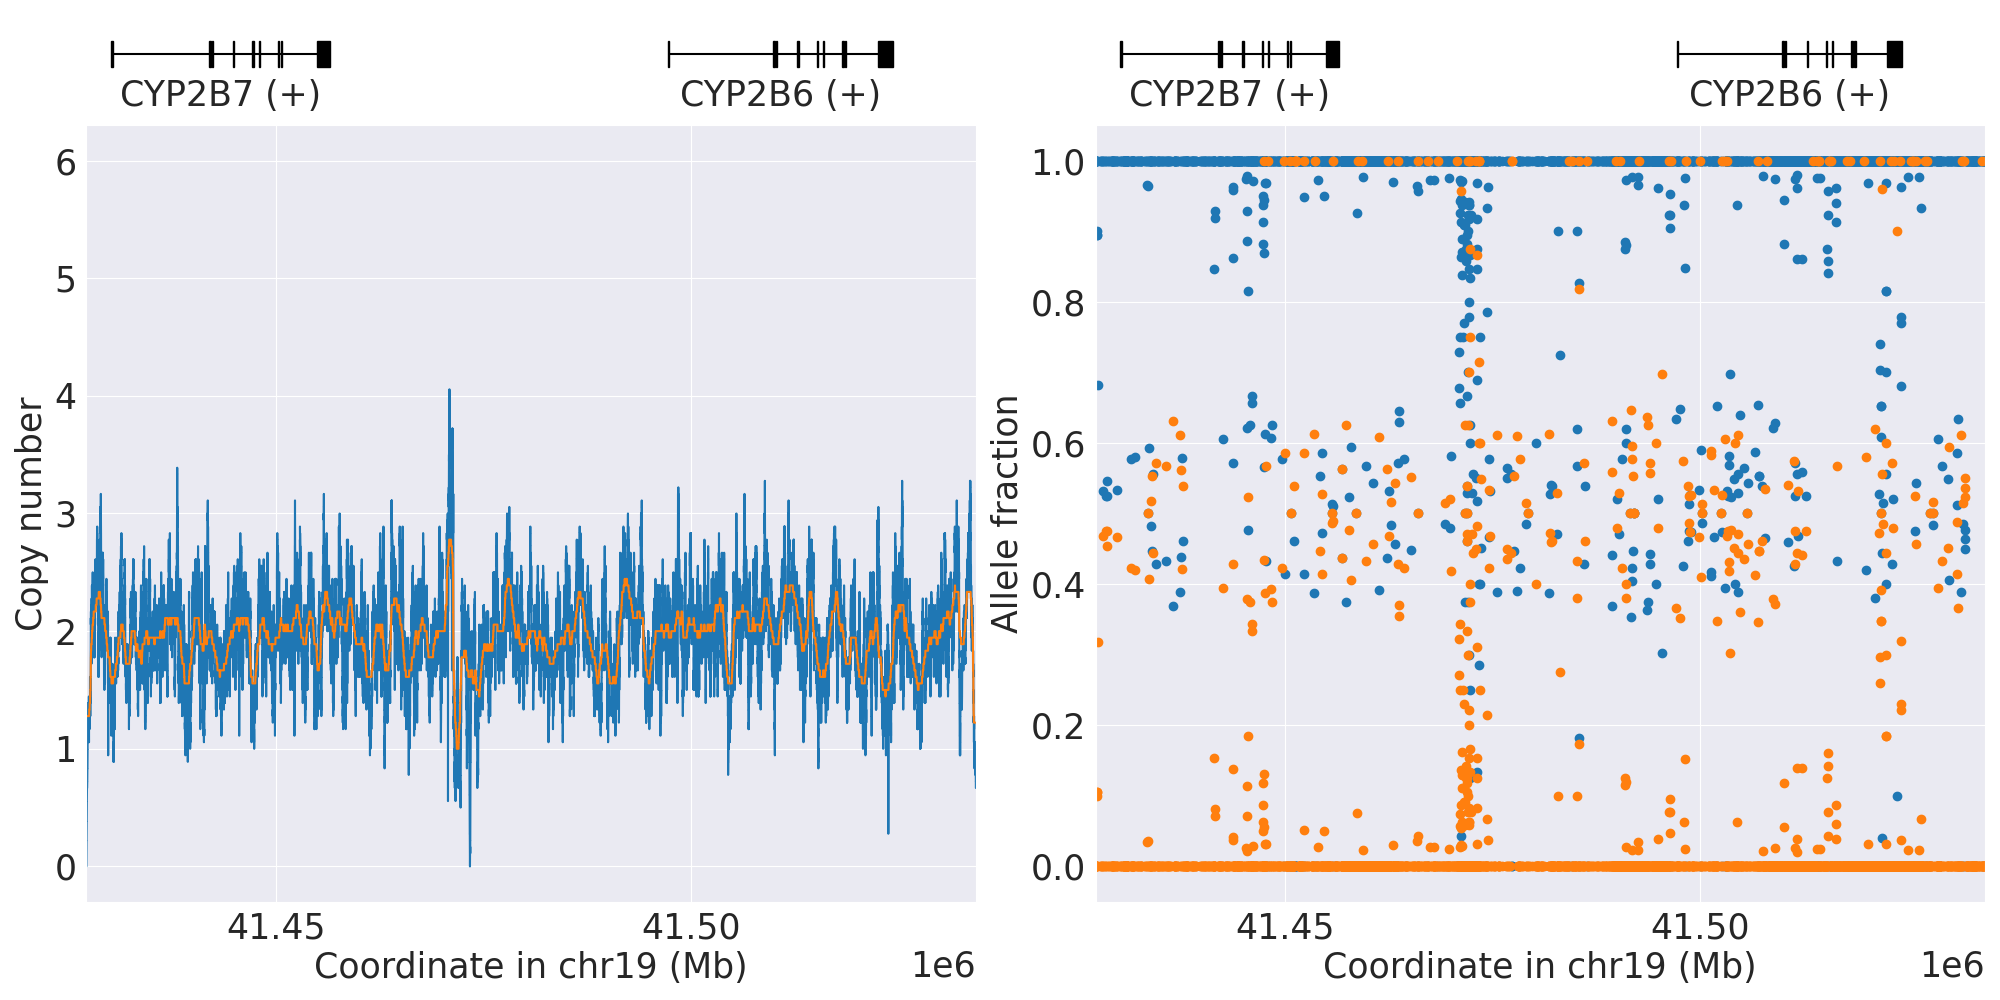 CYP2B7 (+)
CYP2B6 (+)
CYP2B7 (+)
CYP2B6 (+)
6
5
4
3
2
1
0
Copy number
41.45
41.50
Coordinate in chr19 (Mb)
1e6
1.0
0.8
0.6
0.4
0.2
0.0
Allele fraction
41.45
41.50
Coordinate in chr19 (Mb)
1e6